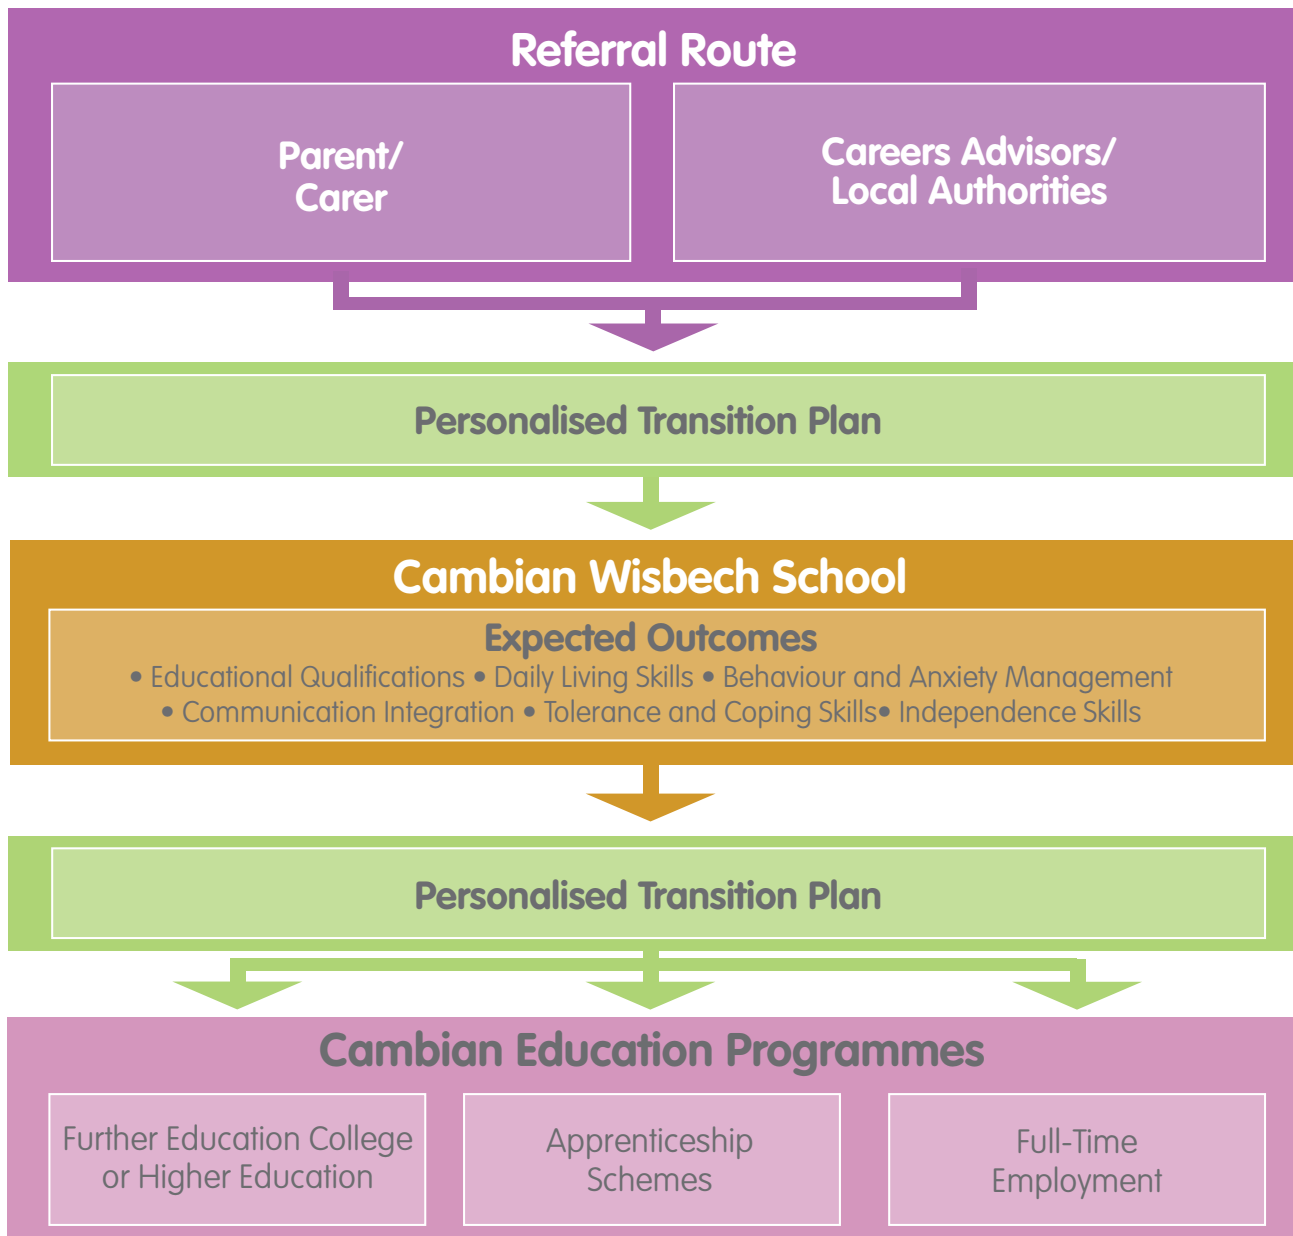 Referral Route
Parent/
Carer
Careers Advisors/
Local Authorities
Personalised Transition Plan
Cambian Wisbech School
Expected Outcomes
• Educational Qualifications • Daily Living Skills • Behaviour and Anxiety Management
• Communication Integration • Tolerance and Coping Skills• Independence Skills
Personalised Transition Plan
Cambian Education Programmes
Further Education College
or Higher Education
Apprenticeship
Schemes
Full-Time
Employment